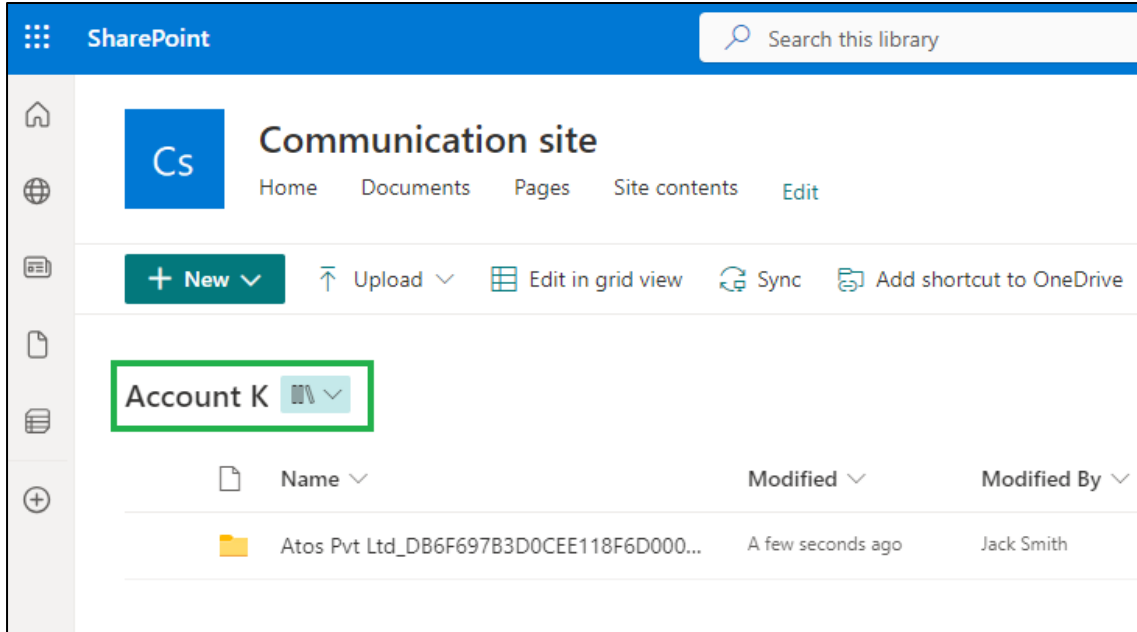 SharePoint
Search this library
Cs
Communication site
Home Documents Pages Site contents Edit
New Upload Edit in grid view Sync Add shortcut to OneDrive
Account K
Name Modified Modified By
Atos Pvt Ltd_DB6F697B3D0CEE118F6D000... A few seconds ago Jack Smith